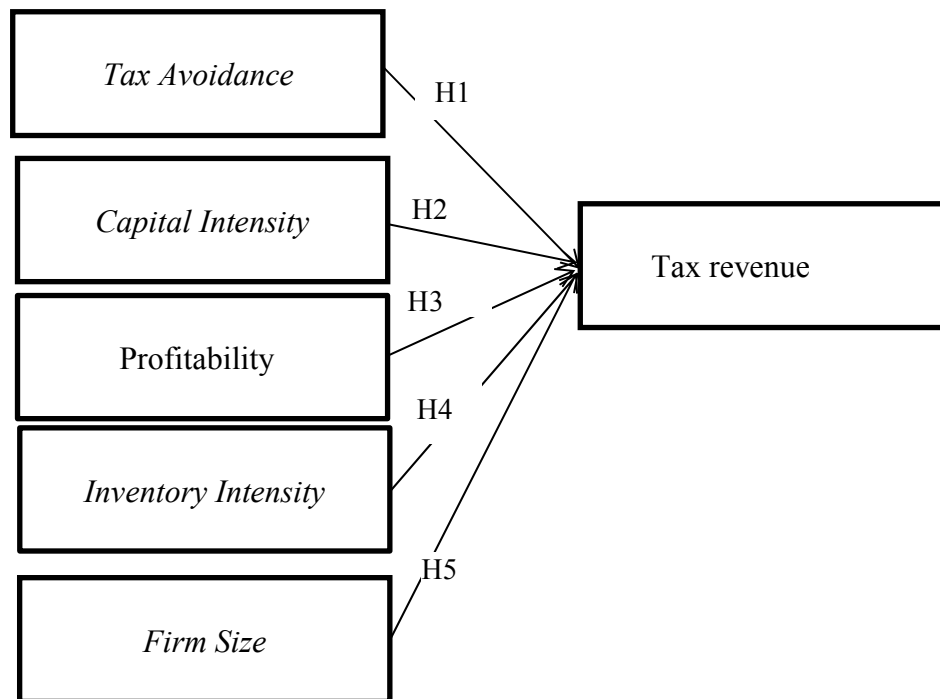 Tax Avoidance
H1
Capital Intensity
H2
Tax revenue
H3
Profitability
H4
Inventory Intensity
H5
Firm Size